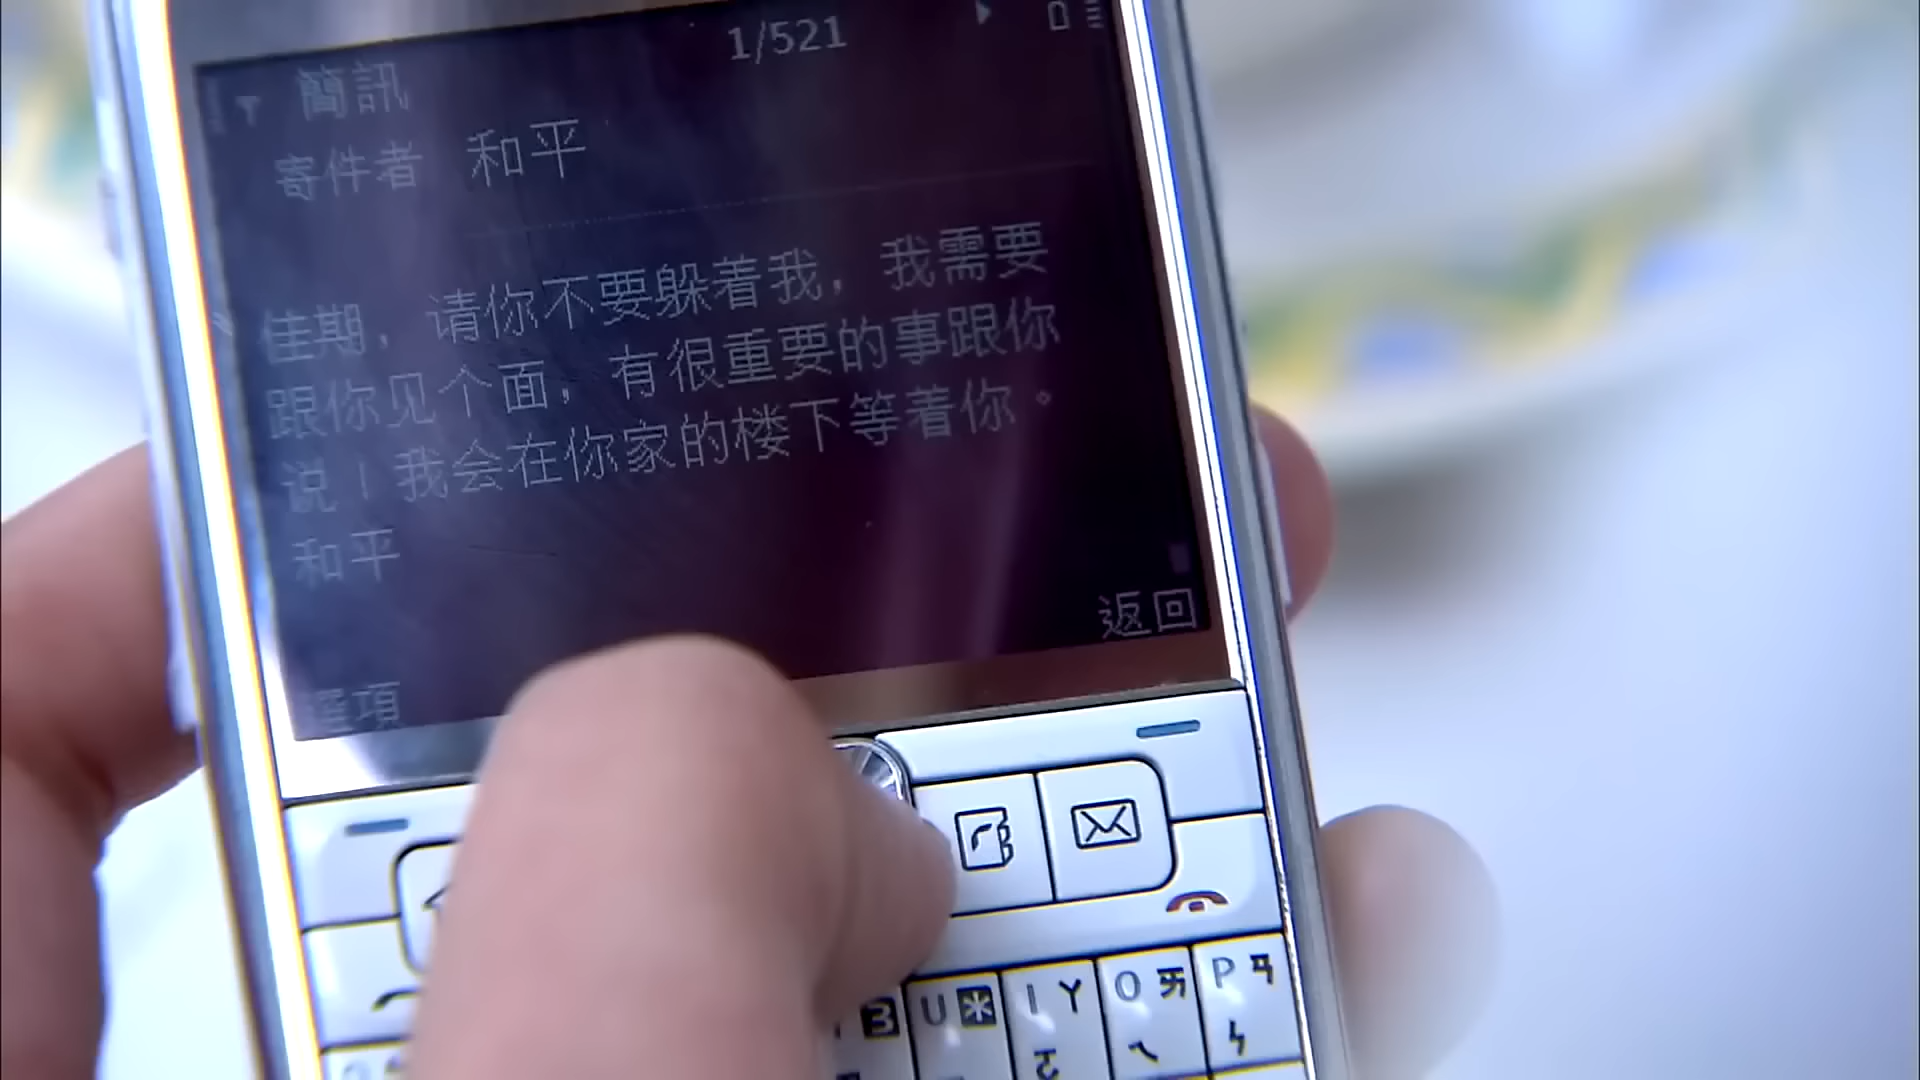 1/521
簡訊
寄件者 和平
佳期，请你不要躲着我，我需要
跟你见个面，有很重要的事跟你
说！我会在你家的楼下等着你。
和平
返回
選項
3 U * I ㄚ O ㄞ P ㄢ
ㄛ ㄟ ㄣ